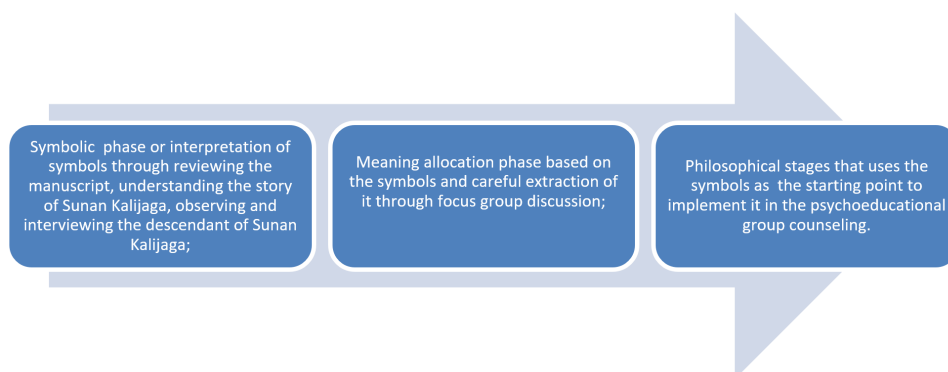 Symbolic phase or interpretation of
symbols through reviewing the
manuscript, understanding the story
of Sunan Kalijaga, observing and
interviewing the descendant of Sunan
Kalijaga;
Meaning allocation phase based on
the symbols and careful extraction of
it through focus group discussion;
Philosophical stages that uses the
symbols as the starting point to
implement it in the psychoeducational
group counseling.